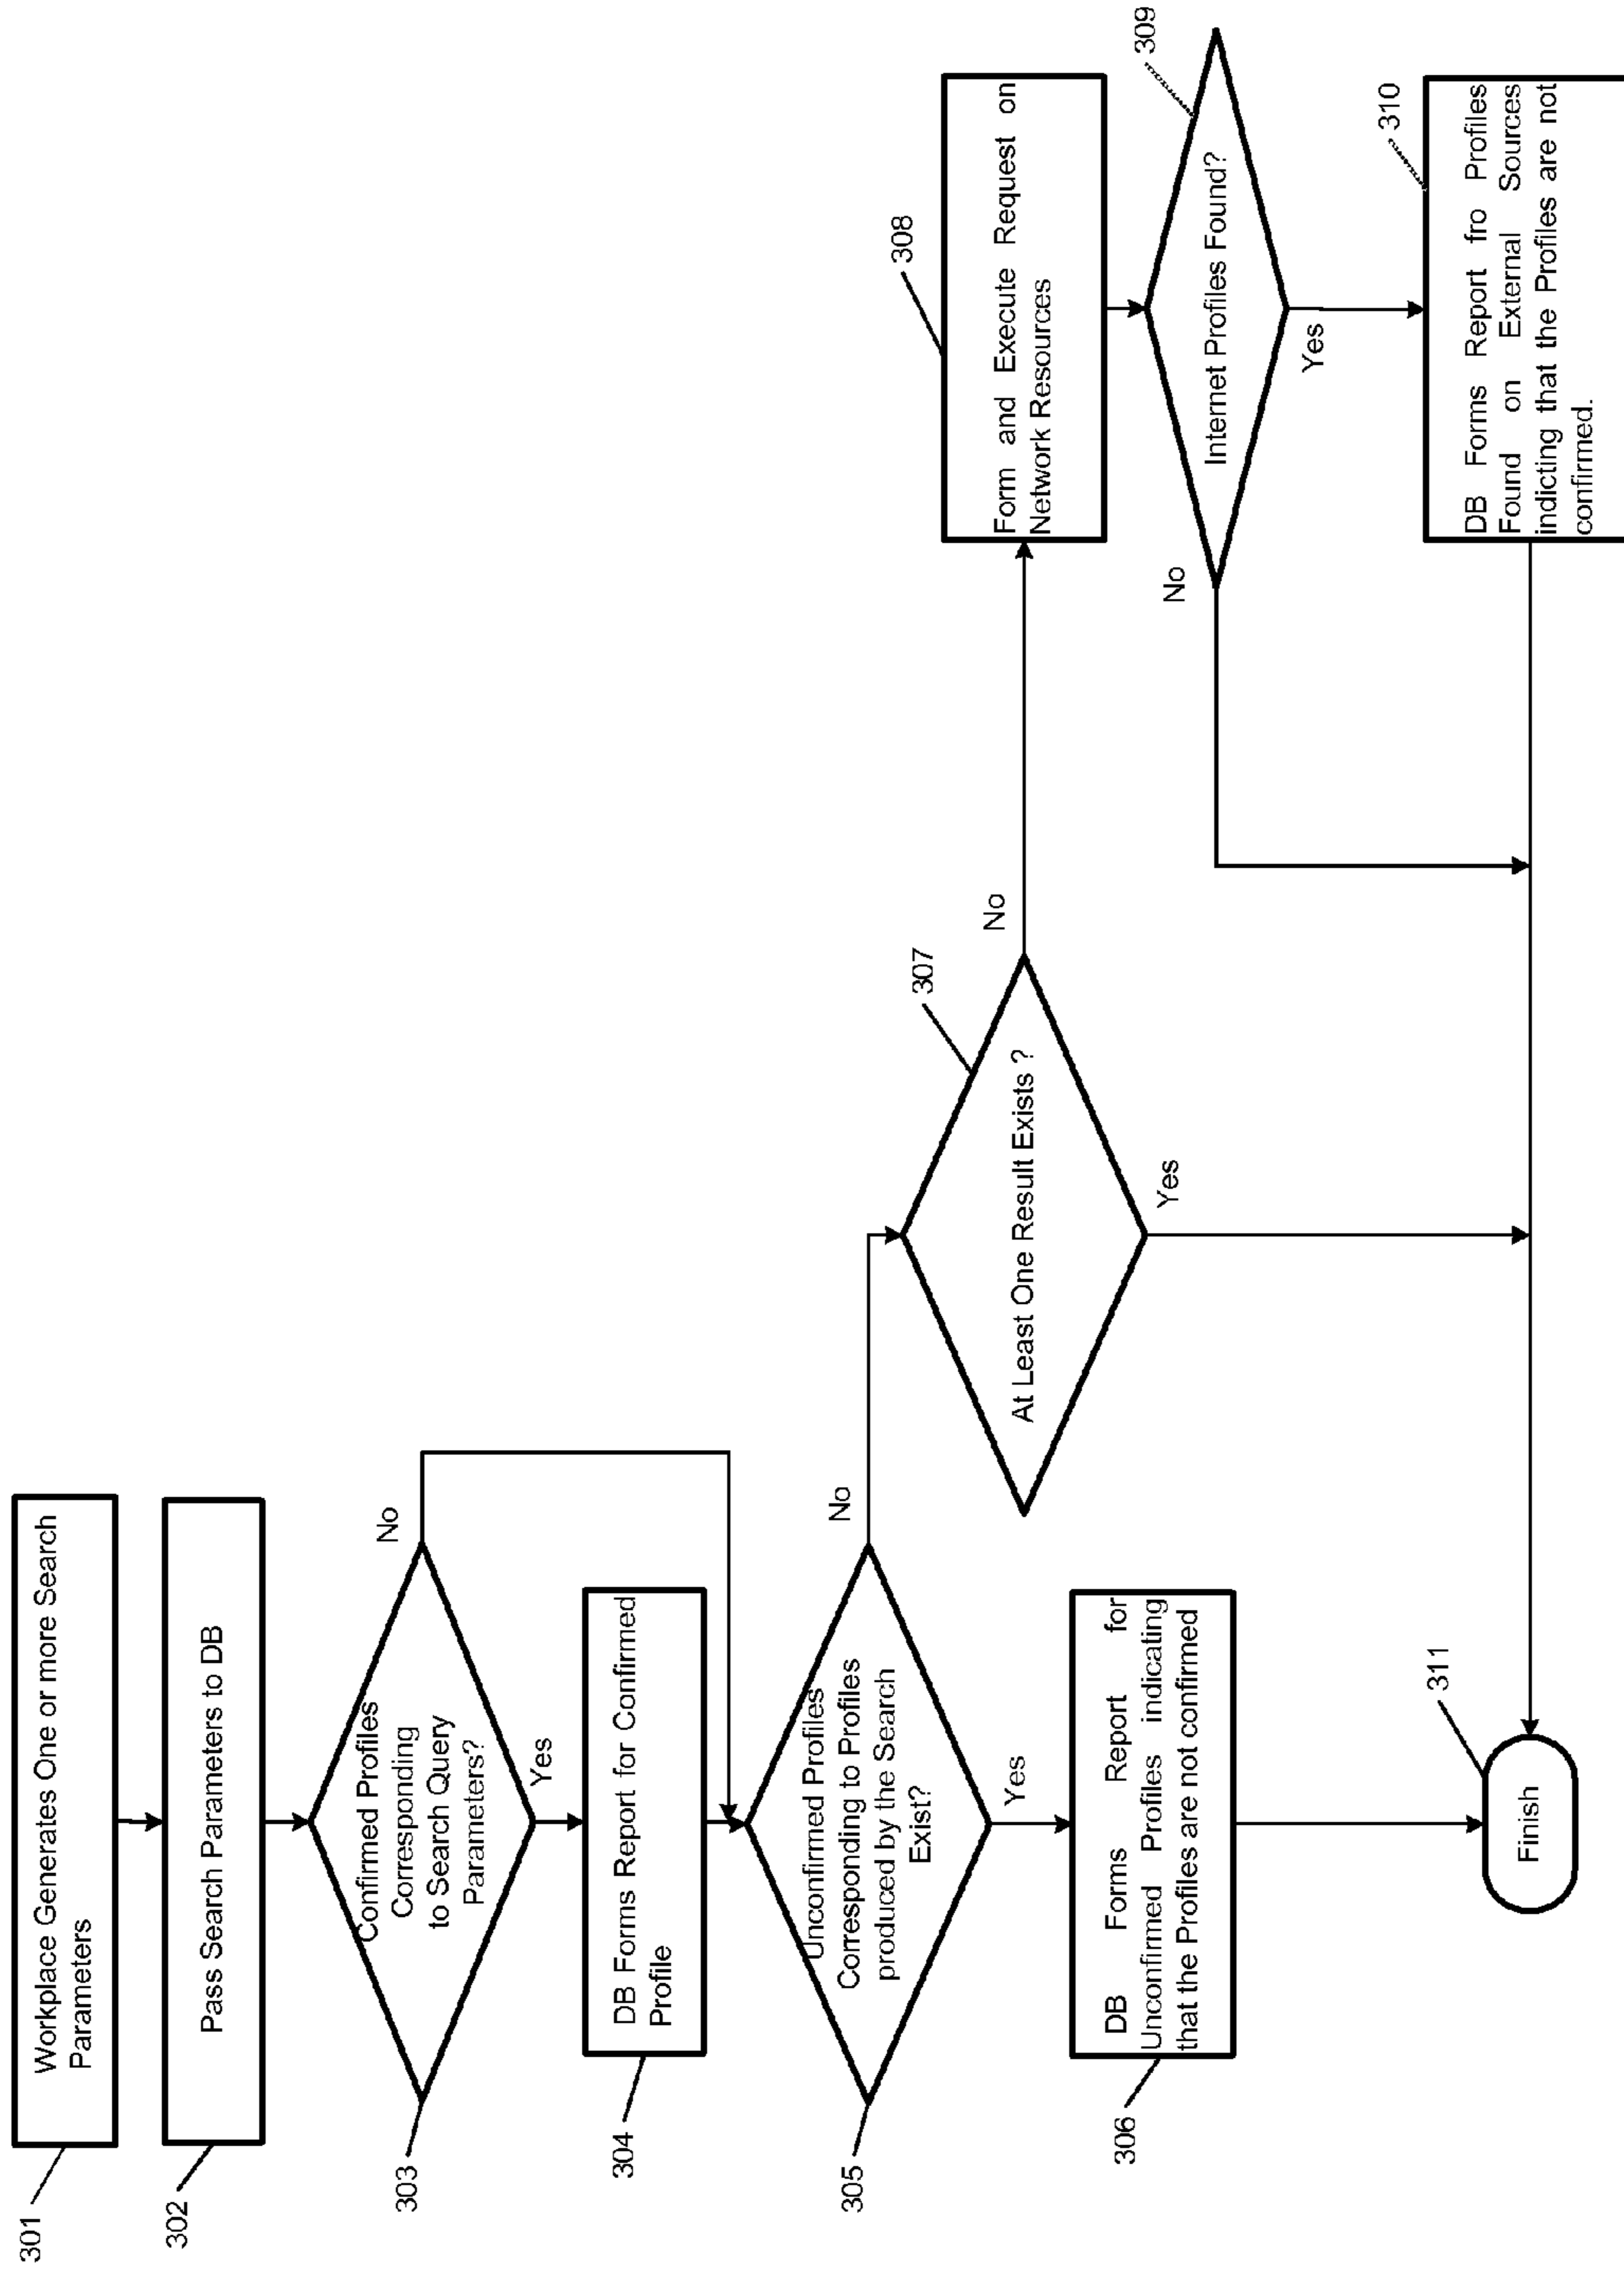 301
Workplace Generates One or more Search
Parameters
302
Pass Search Parameters to DB
303
Confirmed Profiles
Corresponding
to Search Query
Parameters?
No
Yes
304
DB Forms Report for Confirmed
Profile
305
Unconfirmed Profiles
Corresponding to Profiles
produced by the Search
Exist?
No
Yes
306
DB Forms Report for
Unconfirmed Profiles indicating
that the Profiles are not confirmed
307
At Least One Result Exists ?
No
Yes
308
Form and Execute Request on
Network Resources
309
Internet Profiles Found?
No
Yes
310
DB Forms Report fro Profiles
Found on External Sources
indicting that the Profiles are not
confirmed.
311
Finish